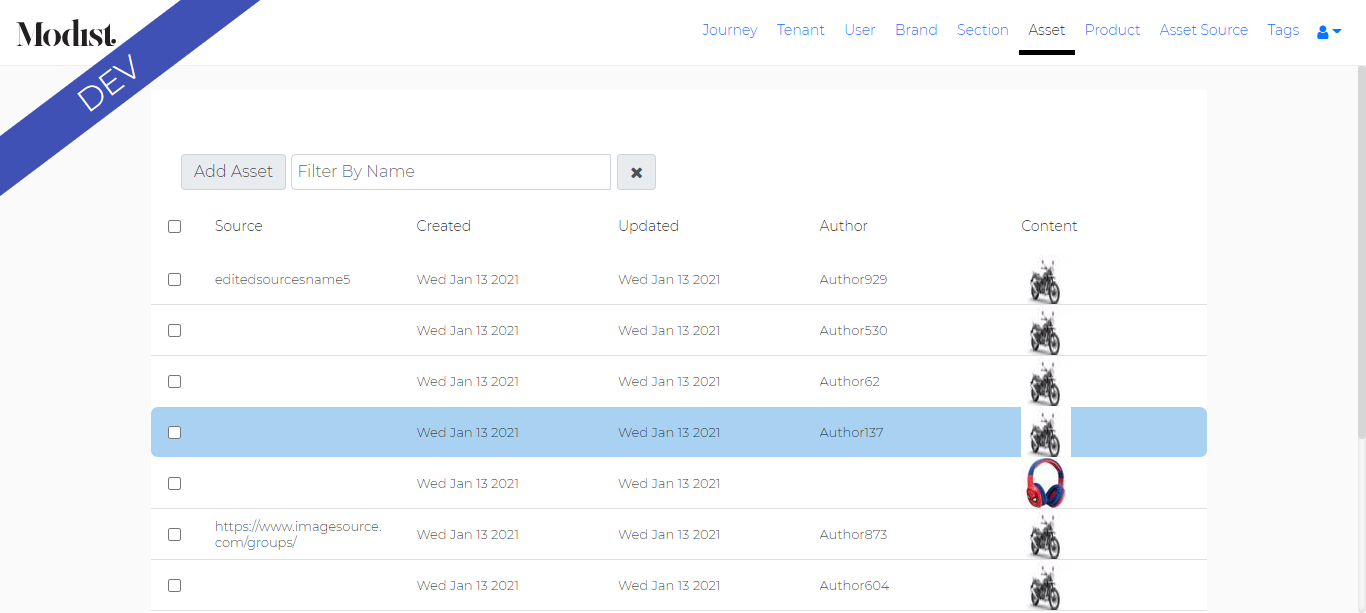 Modist.
DEV
Journey Tenant User Brand Section Asset Product Asset Source Tags
Add Asset Filter By Name
Source Created Updated Author Content
editedsourcesname5 Wed Jan 13 2021 Wed Jan 13 2021 Author929
Wed Jan 13 2021 Wed Jan 13 2021 Author530
Wed Jan 13 2021 Wed Jan 13 2021 Author62
Wed Jan 13 2021 Wed Jan 13 2021 Author137
Wed Jan 13 2021 Wed Jan 13 2021
https://www.imagesource.
com/groups/ Wed Jan 13 2021 Wed Jan 13 2021 Author873
Wed Jan 13 2021 Wed Jan 13 2021 Author604